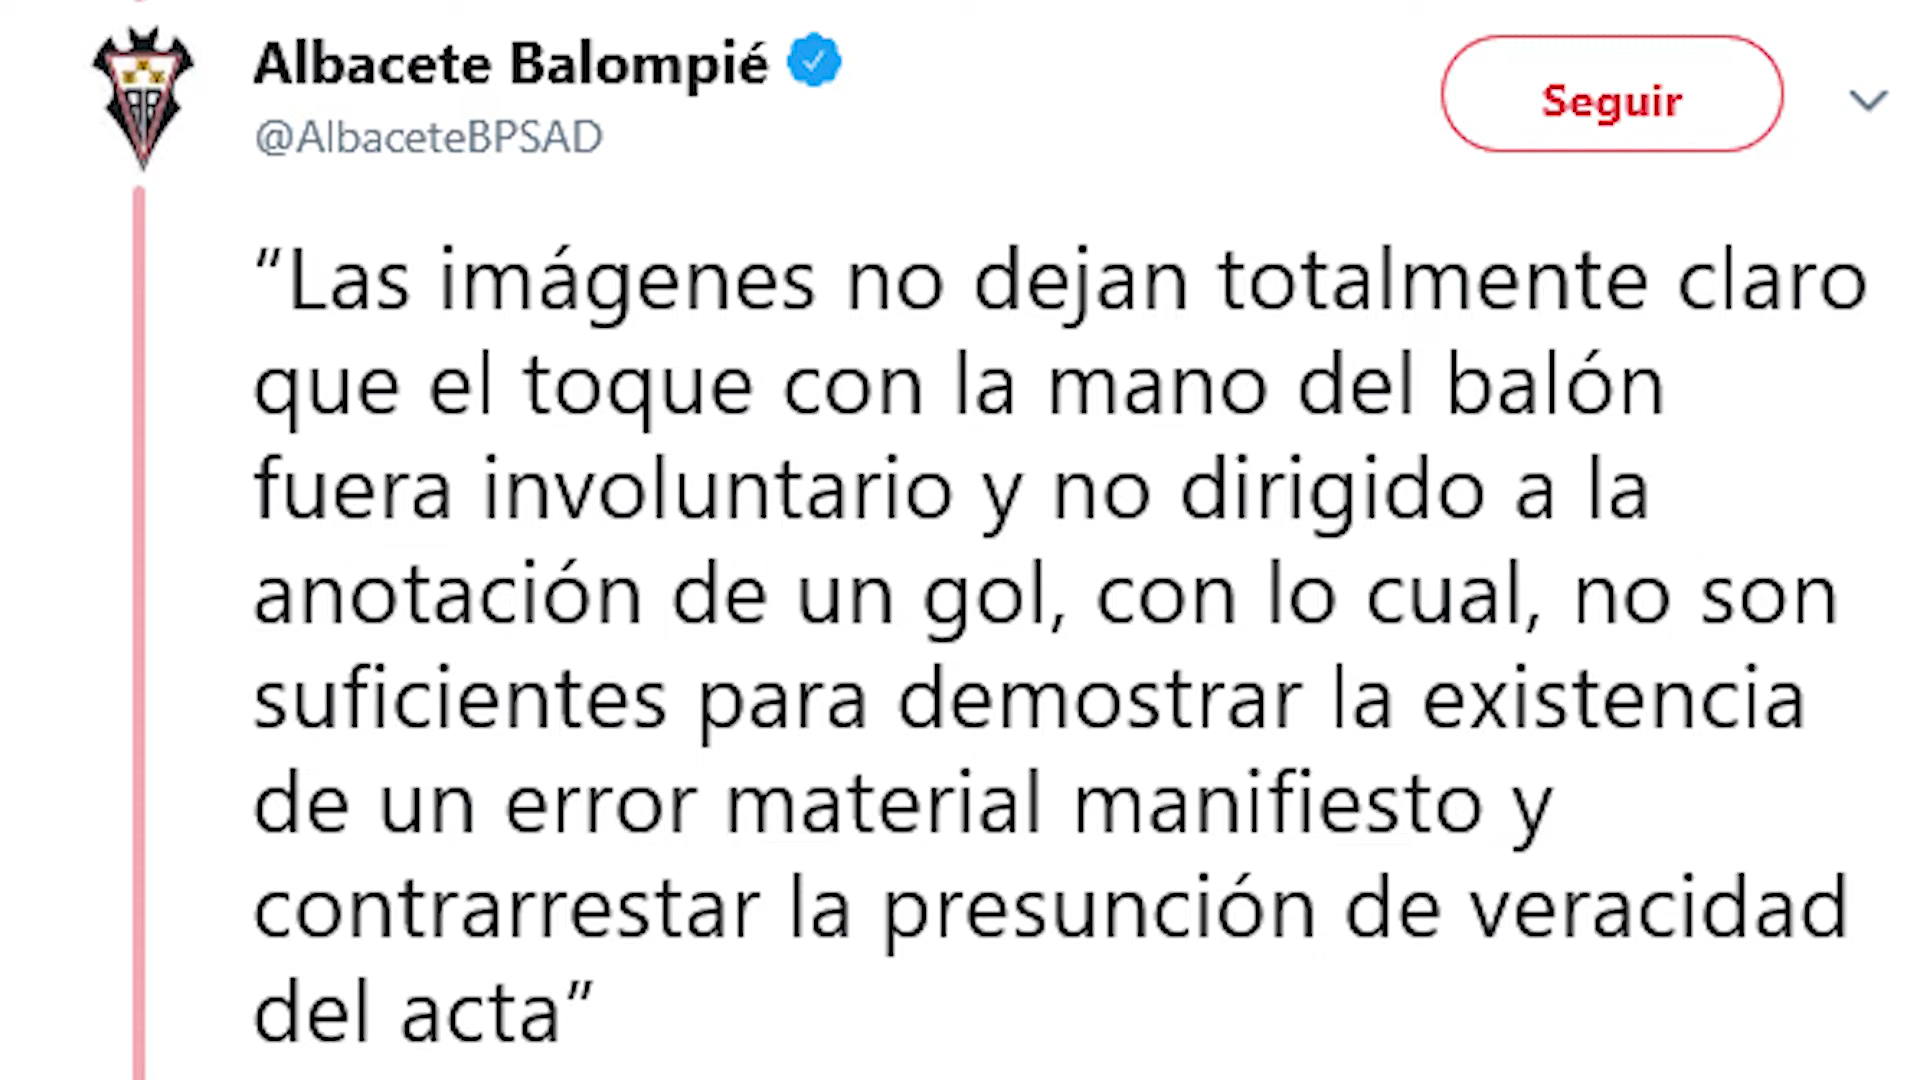 Albacete Balompié
@AlbaceteBPSAD
Seguir
"Las imágenes no dejan totalmente claro
que el toque con la mano del balón
fuera involuntario y no dirigido a la
anotación de un gol, con lo cual, no son
suficientes para demostrar la existencia
de un error material manifiesto y
contrarrestar la presunción de veracidad
del acta"